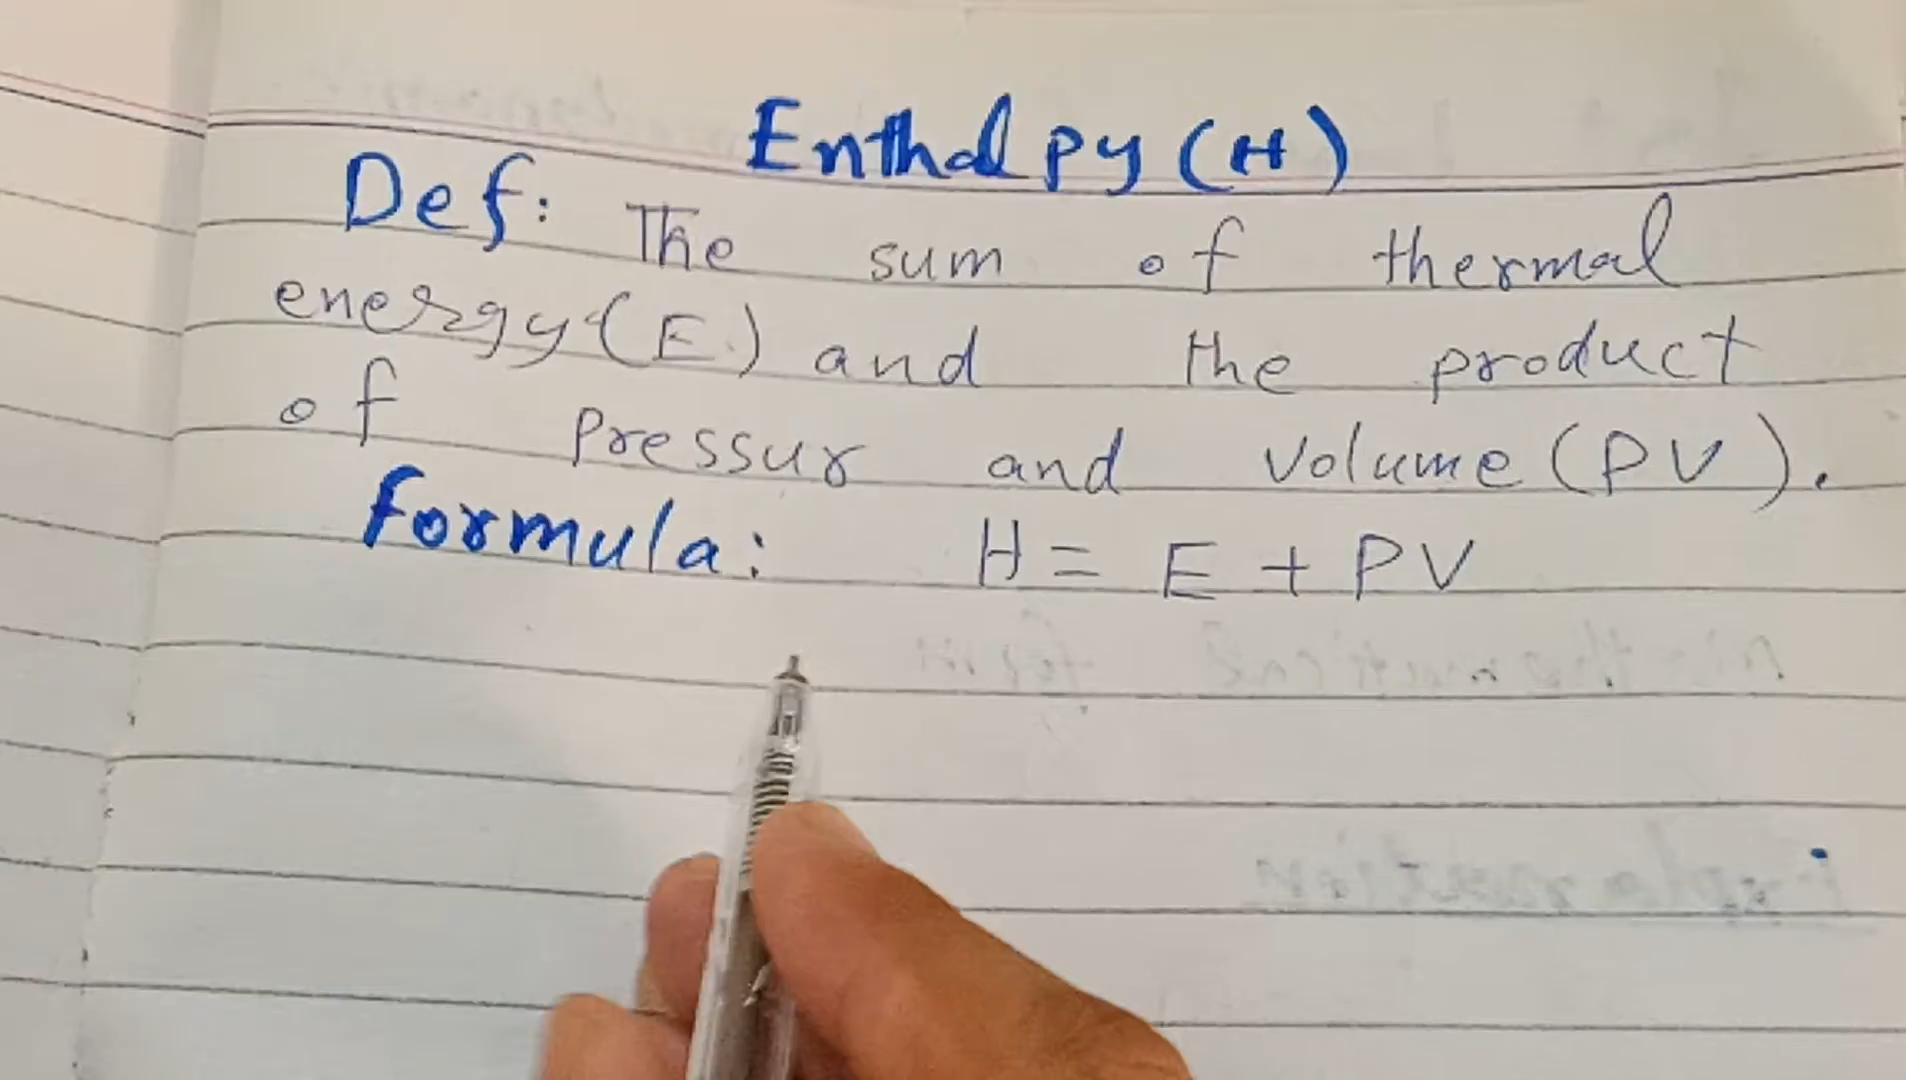 Enthalpy (H)
Def: The sum of thermal
energy (E) and the product
of pressur and volume (PV).
Formula: H = E + PV